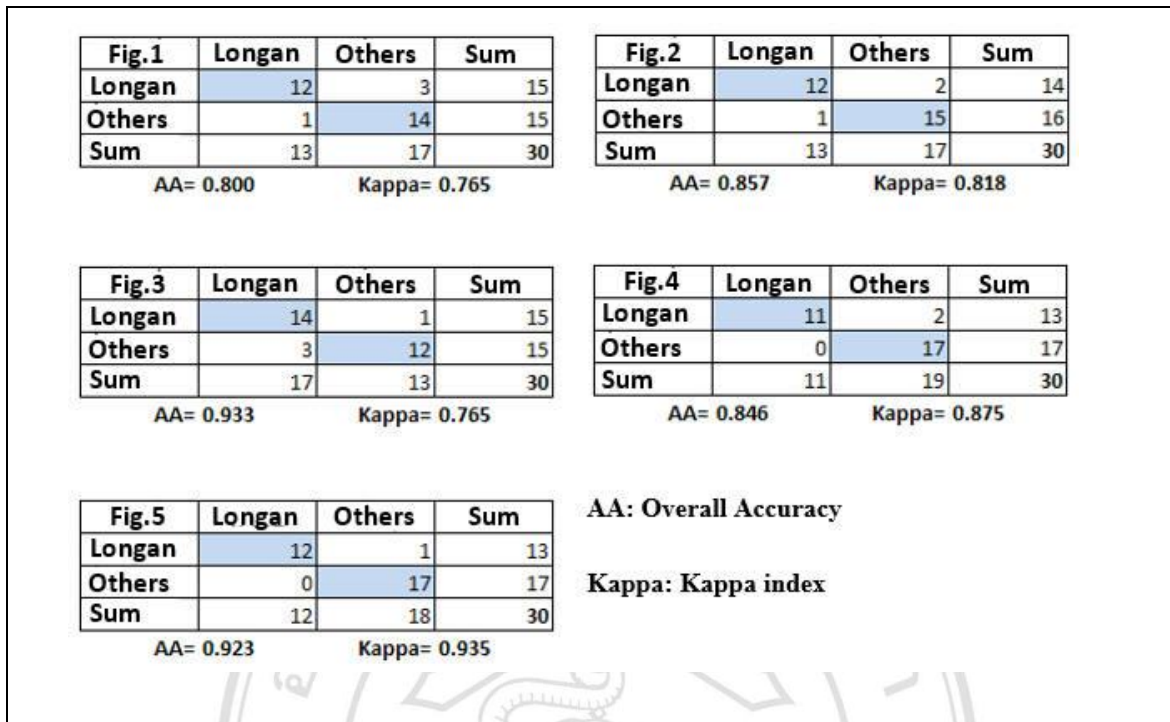 Fig.1 Longan Others Sum
Longan 12 3 15
Others 1 14 15
Sum 13 17 30
AA= 0.800 Kappa= 0.765
Fig.2 Longan Others Sum
Longan 12 2 14
Others 1 15 16
Sum 13 17 30
AA= 0.857 Kappa= 0.818
Fig.3 Longan Others Sum
Longan 14 1 15
Others 3 12 15
Sum 17 13 30
AA= 0.933 Kappa= 0.765
Fig.4 Longan Others Sum
Longan 11 2 13
Others 0 17 17
Sum 11 19 30
AA= 0.846 Kappa= 0.875
Fig.5 Longan Others Sum
Longan 12 1 13
Others 0 17 17
Sum 12 18 30
AA= 0.923 Kappa= 0.935
AA: Overall Accuracy
Kappa: Kappa index